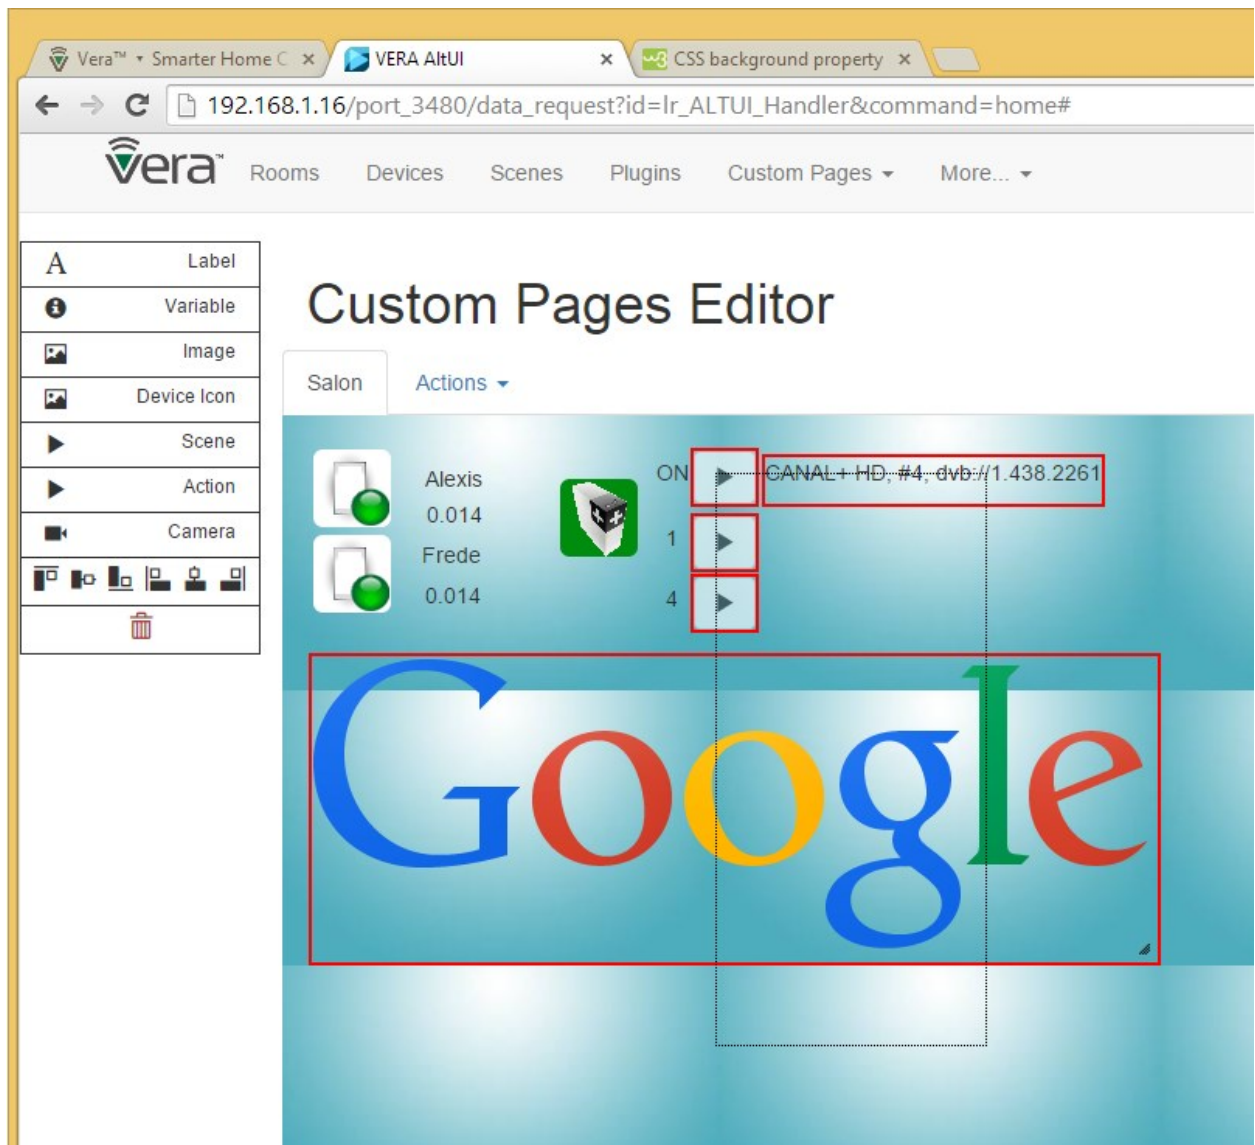 Vera™ ▾ Smarter Home C
VERA AltUI
CSS background property
192.168.1.16/port_3480/data_request?id=lr_ALTUI_Handler&command=home#
vera™
Rooms Devices Scenes Plugins Custom Pages More...
A Label
Variable
Image
Device Icon
Scene
Action
Camera
Custom Pages Editor
Salon Actions
Alexis
0.014
Frede
0.014
ON
1
4
CANAL+ HD, #4, dvb://1.438.2261
Google